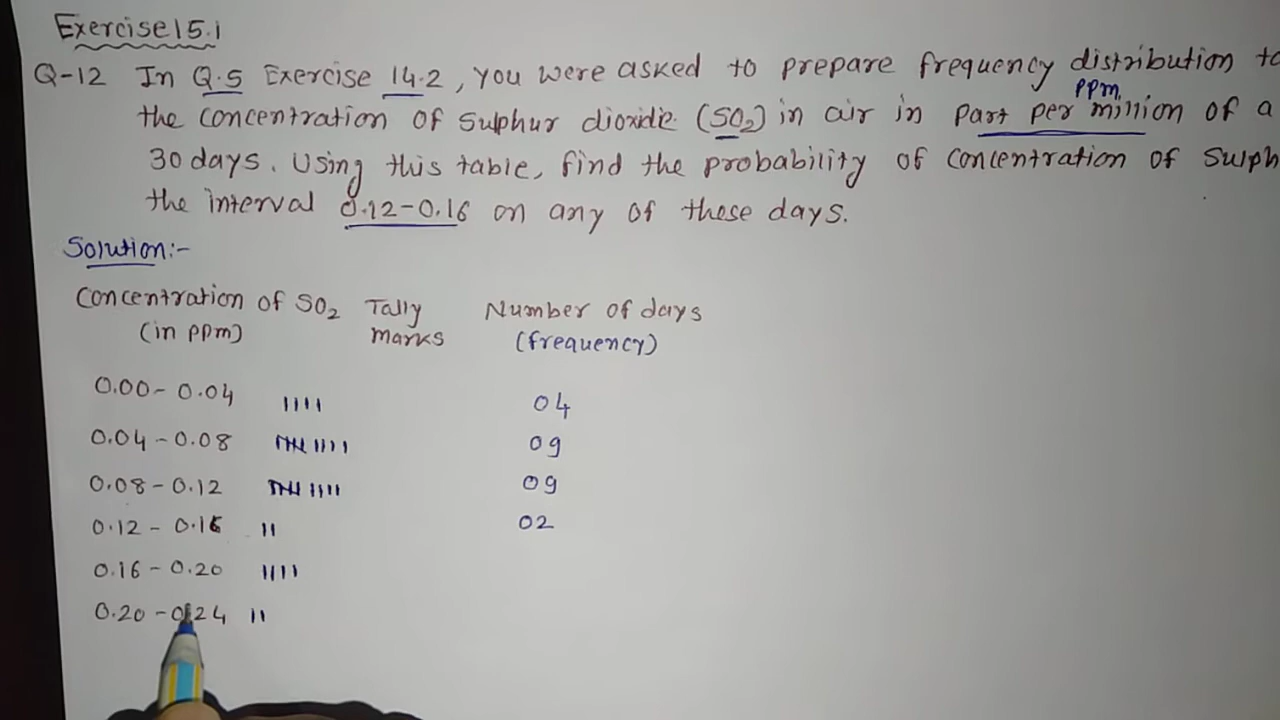 Exercise 15.1
Q-12 In Q.5 Exercise 14.2, you were asked to prepare frequency distribution to
ppm
the concentration of Sulphur dioxide (SO2) in air in Part per million of a
30 days. Using this table, find the probability of concentration of Sulph
the interval 0.12-0.16 on any of these days.
Solution:-
Concentration of SO2 Tally Number of days
(in ppm) marks (frequency)
0.00-0.04 |||| 04
0.04-0.08 𝍸 |||| 09
0.08-0.12 𝍸 |||| 09
0.12-0.16 || 02
0.16-0.20 ||||
0.20-0.24 ||